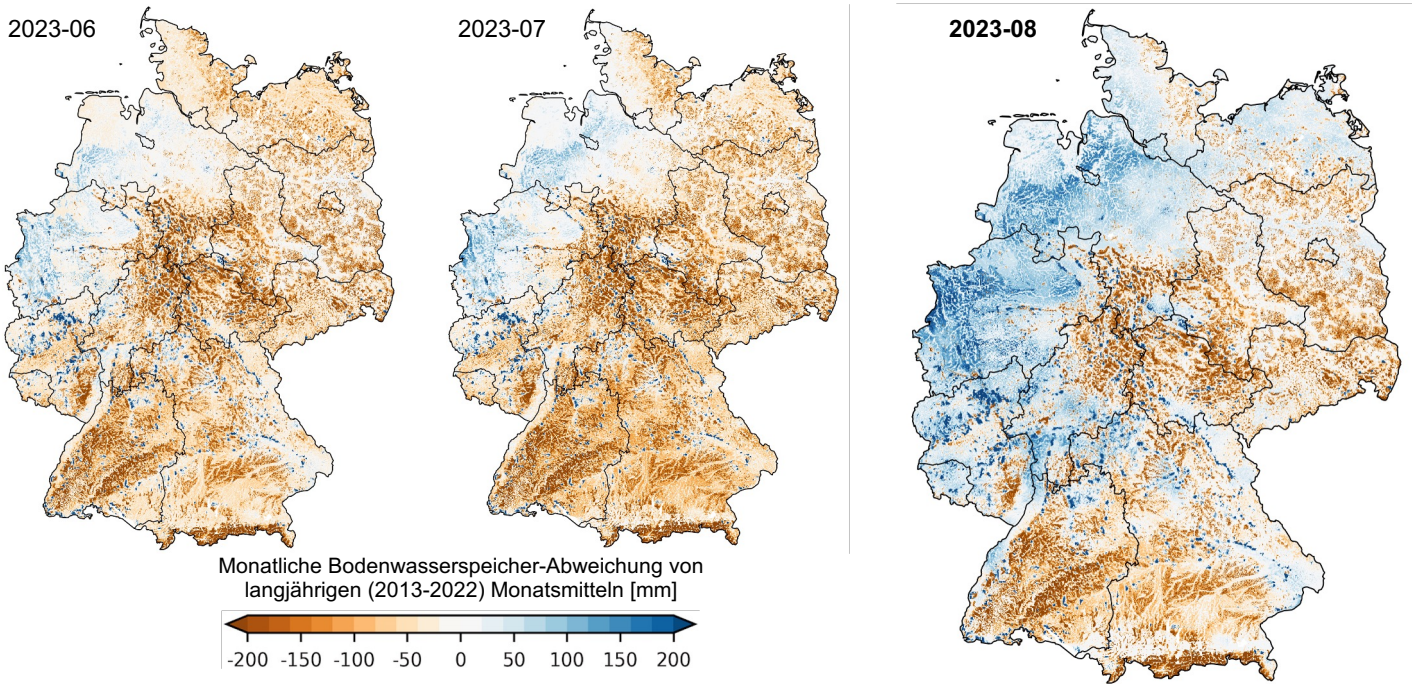 2023-06
2023-07
2023-08
Monatliche Bodenwasserspeicher-Abweichung von
langjährigen (2013-2022) Monatsmitteln [mm]
-200 -150 -100 -50 0 50 100 150 200